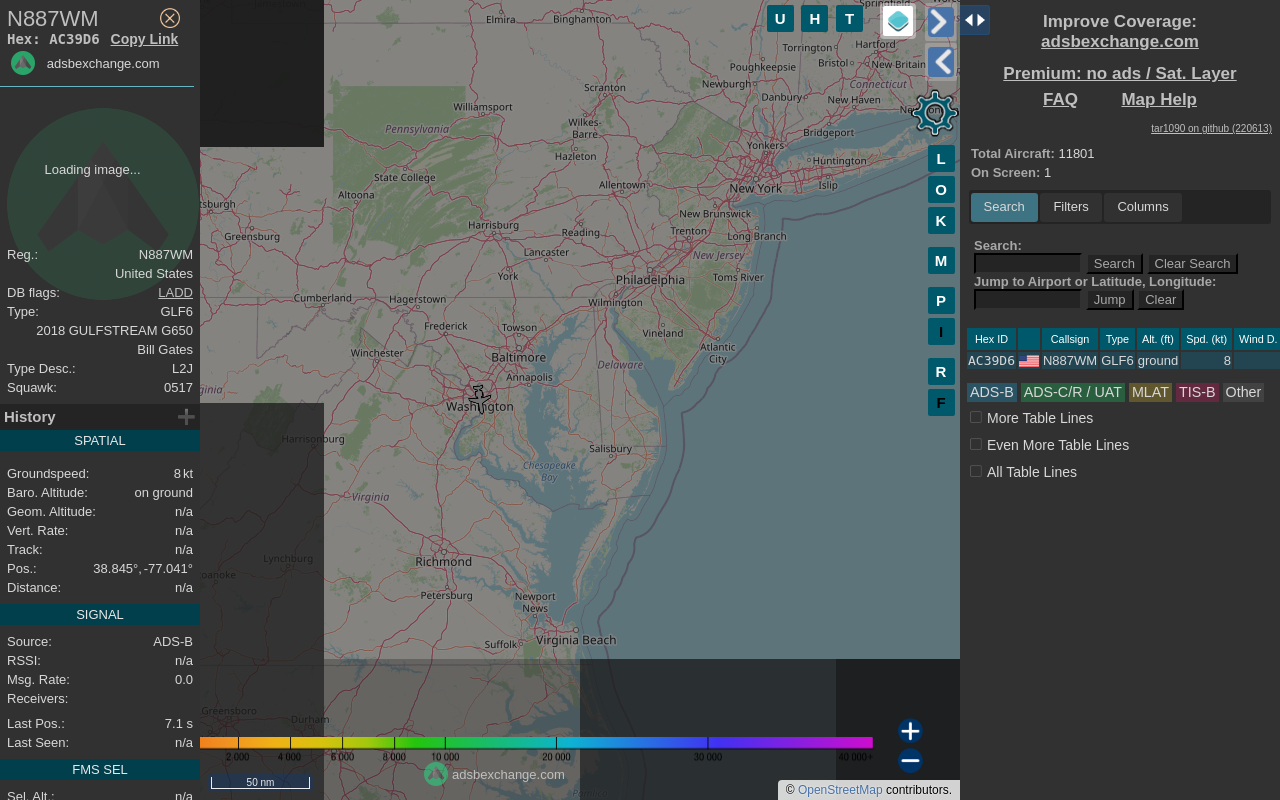 N887WM
Hex: AC39D6 Copy Link
adsbexchange.com
Loading image...
Reg.: N887WM
United States
DB flags: LADD
Type: GLF6
2018 GULFSTREAM G650
Bill Gates
Type Desc.: L2J
Squawk: 0517
History
SPATIAL
Groundspeed: 8 kt
Baro. Altitude: on ground
Geom. Altitude: n/a
Vert. Rate: n/a
Track: n/a
Pos.: 38.845°, -77.041°
Distance: n/a
SIGNAL
Source: ADS-B
RSSI: n/a
Msg. Rate: 0.0
Receivers:
Last Pos.: 7.1 s
Last Seen: n/a
FMS SEL
Sel. Alt.: n/a
U H T
L
O
K
M
P
I
R
F
Elmira
Binghamton
Springfield
Torrington
Hartford
Poughkeepsie
Bristol
New Britain
Newburgh
Connecticut
Scranton
Danbury
New Haven
Williamsport
Wilkes-
Barre
Bridgeport
Pennsylvania
Yonkers
Hazleton
Huntington
State College
Allentown
New York
Islip
Altoona
tsburgh
New Brunswick
Harrisburg
Reading
Trenton
Long Branch
Greensburg
Lancaster
New Jersey
York
Philadelphia
Toms River
Cumberland
Hagerstown
Wilmington
Frederick
Towson
Vineland
Winchester
Baltimore
Atlantic
City
Annapolis
Delaware
ginia
Washington
Harrisonburg
Salisbury
Chesapeake
Bay
Virginia
Lynchburg
Richmond
oanoke
Petersburg
Newport
News
Suffolk
Virginia Beach
Greensboro
Durham
2 000 4 000 6 000 8 000 10 000 20 000 30 000 40 000+
adsbexchange.com
50 nm
© OpenStreetMap contributors.
Improve Coverage:
adsbexchange.com
Premium: no ads / Sat. Layer
FAQ Map Help
tar1090 on github (220613)
Total Aircraft: 11801
On Screen: 1
Search Filters Columns
Search:
Search Clear Search
Jump to Airport or Latitude, Longitude:
Jump Clear
Hex ID Callsign Type Alt. (ft) Spd. (kt) Wind D.
AC39D6 N887WM GLF6 ground 8
ADS-B ADS-C/R / UAT MLAT TIS-B Other
More Table Lines
Even More Table Lines
All Table Lines